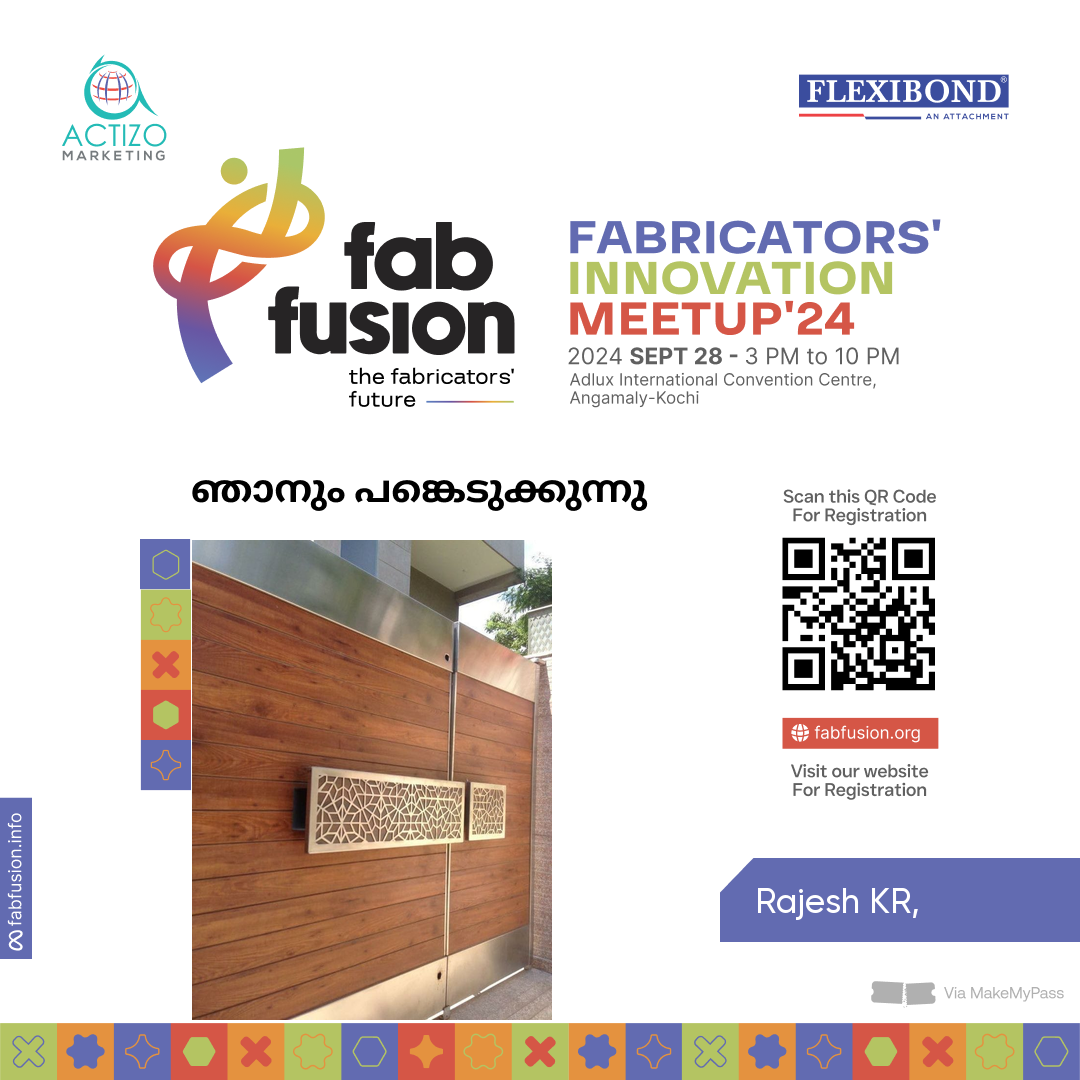 ACTIZO
MARKETING
FLEXIBOND®
AN ATTACHMENT
fab
fusion
the fabricators'
future
FABRICATORS'
INNOVATION
MEETUP'24
2024 SEPT 28 - 3 PM to 10 PM
Adlux International Convention Centre,
Angamaly-Kochi
ഞാനും പങ്കെടുക്കുന്നു
Scan this QR Code
For Registration
fabfusion.org
Visit our website
For Registration
fabfusion.info
Rajesh KR,
Via MakeMyPass